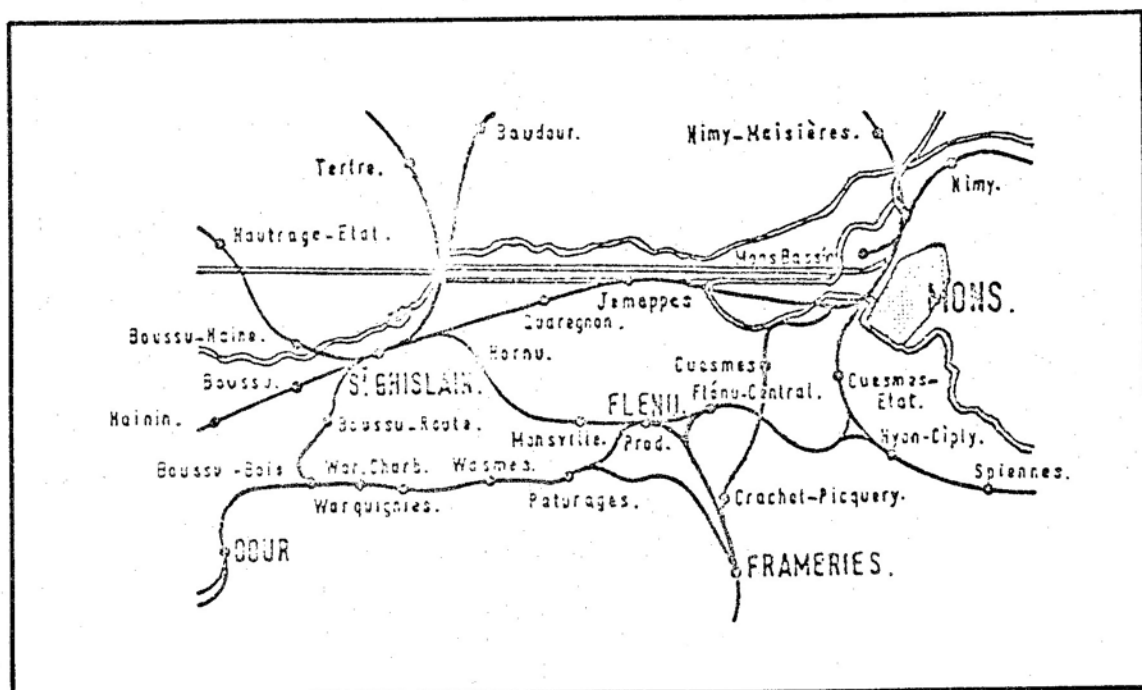 Baudour.
Nimy-Maisières.
Tertre.
Nimy.
Hautrage-Etat.
Mons Bassin
MONS.
Jemappes
Quaregnon.
Boussu-Haine.
Hornu.
Boussu.
St GHISLAIN.
Cuesmes
Cuesmes-
Etat.
Flénu-Central.
FLENU.
Hainin.
Boussu-Route.
Monsville.
Prod.
Hyon-Ciply.
Boussu-Bois
War.Charb.
Wasmes.
Spiennes.
Warquignies.
Paturages.
Crachet-Picquery.
DOUR
FRAMERIES.